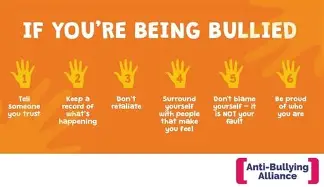 IF YOU'RE BEING BULLIED
1
Tell
someone
you trust
2
Keep a
record of
what's
happening
3
Don't
retaliate
4
Surround
yourself
with people
that make
you feel
5
Don't blame
yourself – it
is NOT your
fault
6
Be proud
of who
you are
Anti-Bullying
Alliance